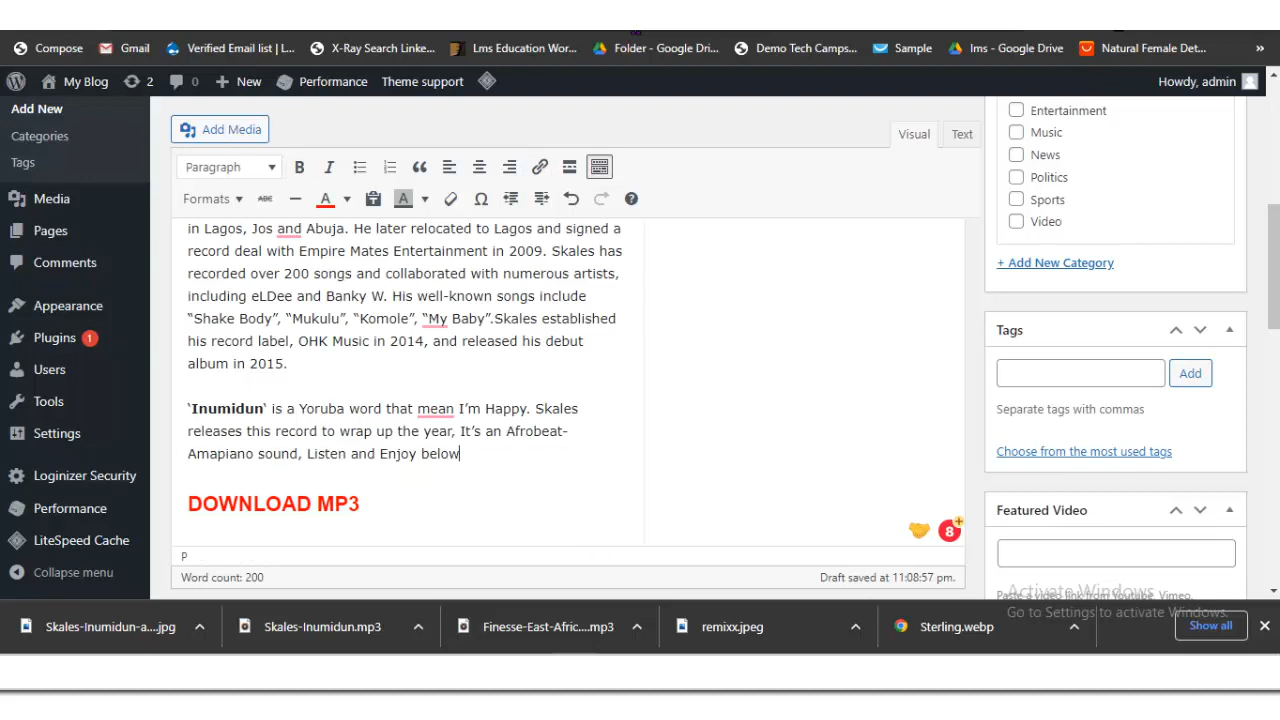 Compose Gmail Verified Email list | L... X-Ray Search Linke... Lms Education Wor... Folder - Google Dri... Demo Tech Camps... Sample lms - Google Drive Natural Female Det... »
My Blog 2 0 + New Performance Theme support Howdy, admin
Add New
Categories
Tags
Media
Pages
Comments
Appearance
Plugins 1
Users
Tools
Settings
Loginizer Security
Performance
LiteSpeed Cache
Collapse menu
Add Media
Visual Text
Paragraph B I
Formats ABC A A Ω
in Lagos, Jos and Abuja. He later relocated to Lagos and signed a
record deal with Empire Mates Entertainment in 2009. Skales has
recorded over 200 songs and collaborated with numerous artists,
including eLDee and Banky W. His well-known songs include
“Shake Body”, “Mukulu”, “Komole”, “My Baby”.Skales established
his record label, OHK Music in 2014, and released his debut
album in 2015.
‘Inumidun‘ is a Yoruba word that mean I’m Happy. Skales
releases this record to wrap up the year, It’s an Afrobeat-
Amapiano sound, Listen and Enjoy below
DOWNLOAD MP3
8
P
Word count: 200 Draft saved at 11:08:57 pm.
Entertainment
Music
News
Politics
Sports
Video
+ Add New Category
Tags
Add
Separate tags with commas
Choose from the most used tags
Featured Video
Paste a video link from Youtube, Vimeo,
Activate Windows
Go to Settings to activate Windows.
Skales-Inumidun-a....jpg Skales-Inumidun.mp3 Finesse-East-Afric....mp3 remixx.jpeg Sterling.webp Show all